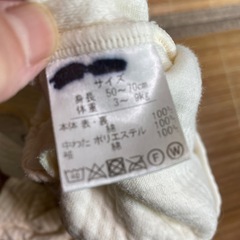 サイズ
身長 50~70cm
体重 3~9kg
本体 表・裏
綿 100%
中わた ポリエステル 100%
袖 綿 100%
F W